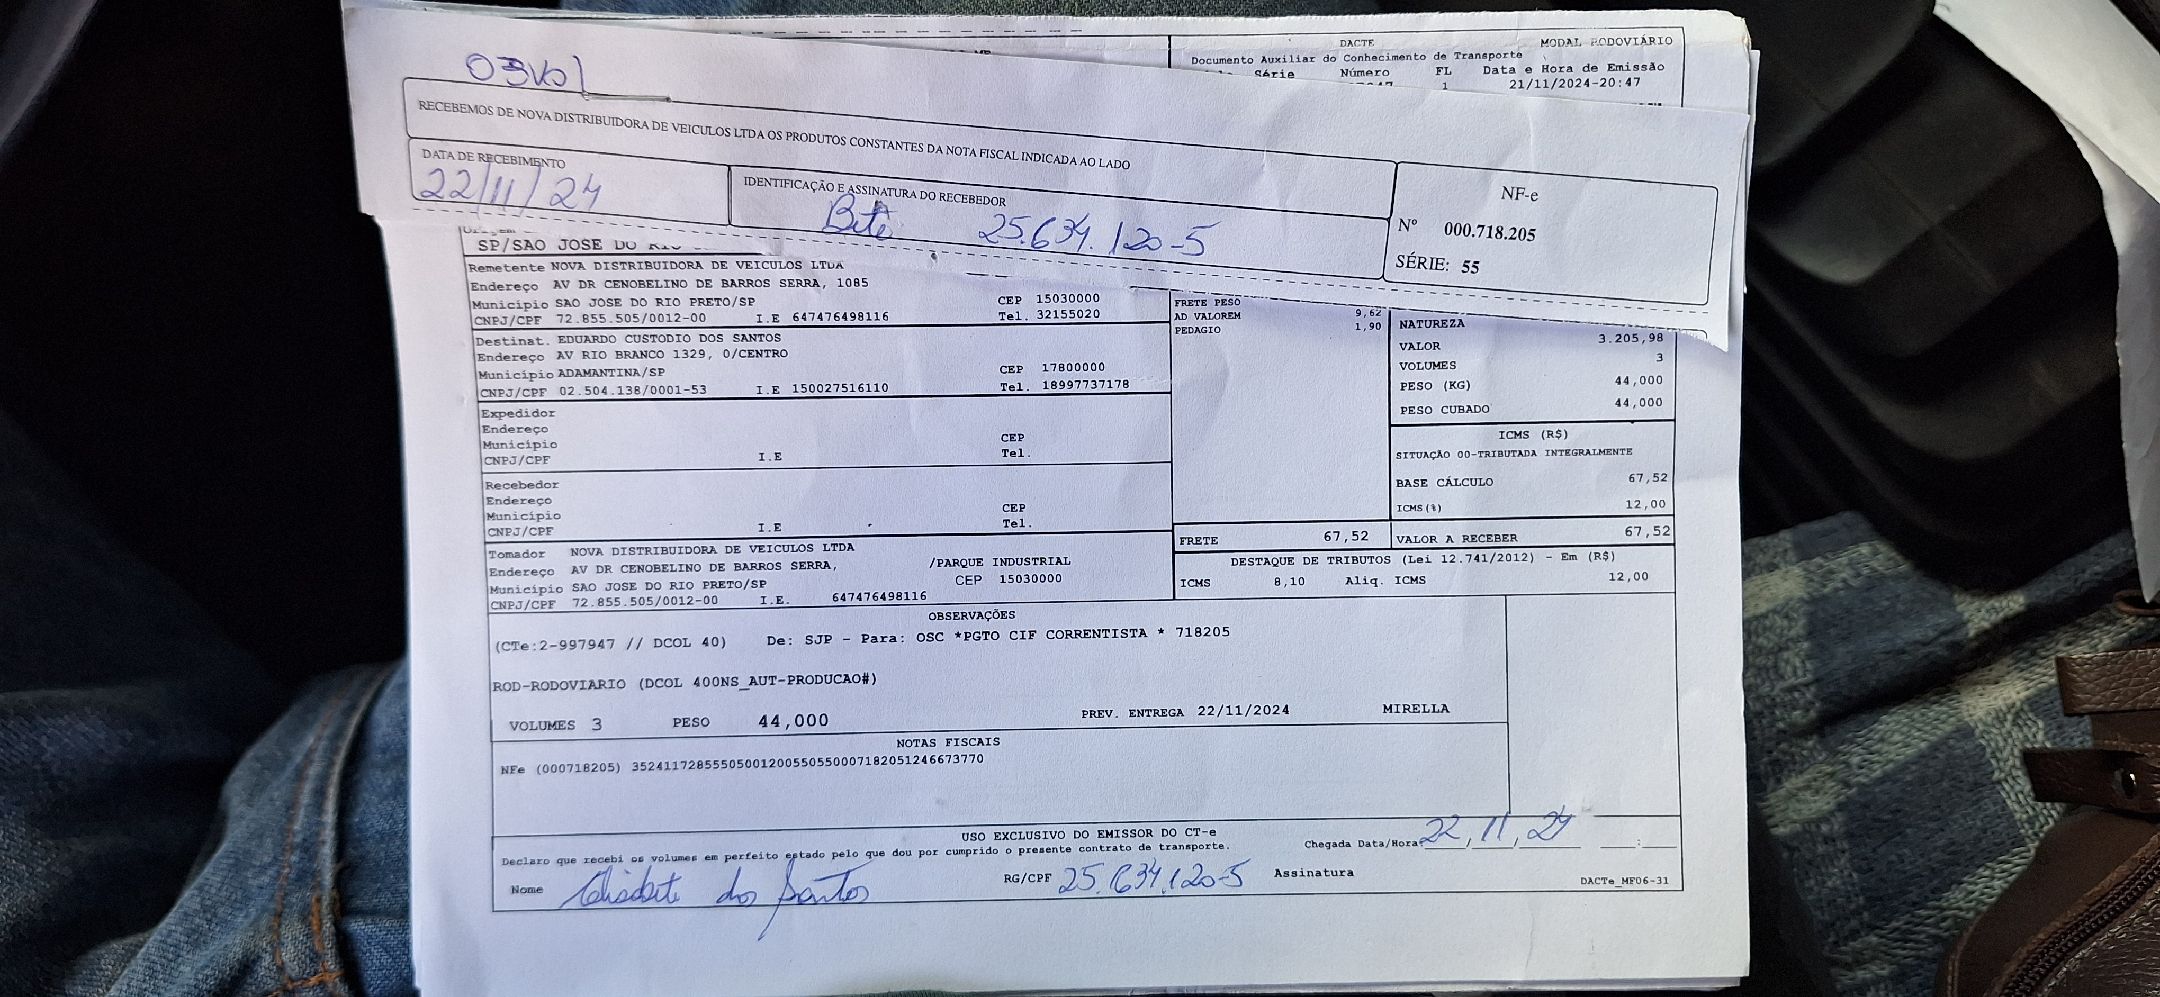 03Vol
DACTE MODAL RODOVIÁRIO
Documento Auxiliar do Conhecimento de Transporte
Série Número FL Data e Hora de Emissão
1 21/11/2024-20:47
RECEBEMOS DE NOVA DISTRIBUIDORA DE VEICULOS LTDA OS PRODUTOS CONSTANTES DA NOTA FISCAL INDICADA AO LADO
DATA DE RECEBIMENTO
22/11/24
IDENTIFICAÇÃO E ASSINATURA DO RECEBEDOR
Bete 25.634.120-5
NF-e
Nº 000.718.205
SÉRIE: 55
SP/SAO JOSE DO RIO
Remetente NOVA DISTRIBUIDORA DE VEICULOS LTDA
Endereço AV DR CENOBELINO DE BARROS SERRA, 1085
Município SAO JOSE DO RIO PRETO/SP CEP 15030000
CNPJ/CPF 72.855.505/0012-00 I.E 647476498116 Tel. 32155020
Destinat. EDUARDO CUSTODIO DOS SANTOS
Endereço AV RIO BRANCO 1329, 0/CENTRO
Município ADAMANTINA/SP CEP 17800000
CNPJ/CPF 02.504.138/0001-53 I.E 150027516110 Tel. 18997737178
Expedidor
Endereço
Município CEP
CNPJ/CPF I.E Tel.
Recebedor
Endereço
Município CEP
CNPJ/CPF I.E Tel.
Tomador NOVA DISTRIBUIDORA DE VEICULOS LTDA
Endereço AV DR CENOBELINO DE BARROS SERRA, /PARQUE INDUSTRIAL
Município SAO JOSE DO RIO PRETO/SP CEP 15030000
CNPJ/CPF 72.855.505/0012-00 I.E. 647476498116
FRETE PESO
AD VALOREM 9,62
PEDAGIO 1,90
FRETE 67,52
NATUREZA
VALOR 3.205,98
VOLUMES 3
PESO (KG) 44,000
PESO CUBADO 44,000
ICMS (R$)
SITUAÇÃO 00-TRIBUTADA INTEGRALMENTE
BASE CÁLCULO 67,52
ICMS(%) 12,00
VALOR A RECEBER 67,52
DESTAQUE DE TRIBUTOS (Lei 12.741/2012) - Em (R$)
ICMS 8,10 Aliq. ICMS 12,00
OBSERVAÇÕES
(CTe:2-997947 // DCOL 40) De: SJP - Para: OSC *PGTO CIF CORRENTISTA * 718205
ROD-RODOVIARIO (DCOL 400NS_AUT-PRODUCAO#)
VOLUMES 3 PESO 44,000 PREV. ENTREGA 22/11/2024 MIRELLA
NOTAS FISCAIS
NFe (000718205) 35241172855505001200550550007182051246673770
USO EXCLUSIVO DO EMISSOR DO CT-e
Declaro que recebi os volumes em perfeito estado pelo que dou por cumprido o presente contrato de transporte. Chegada Data/Hora: 22/11/24 :
Nome dos Santos RG/CPF 25.634.120-5 Assinatura
DACTe_MF06-31